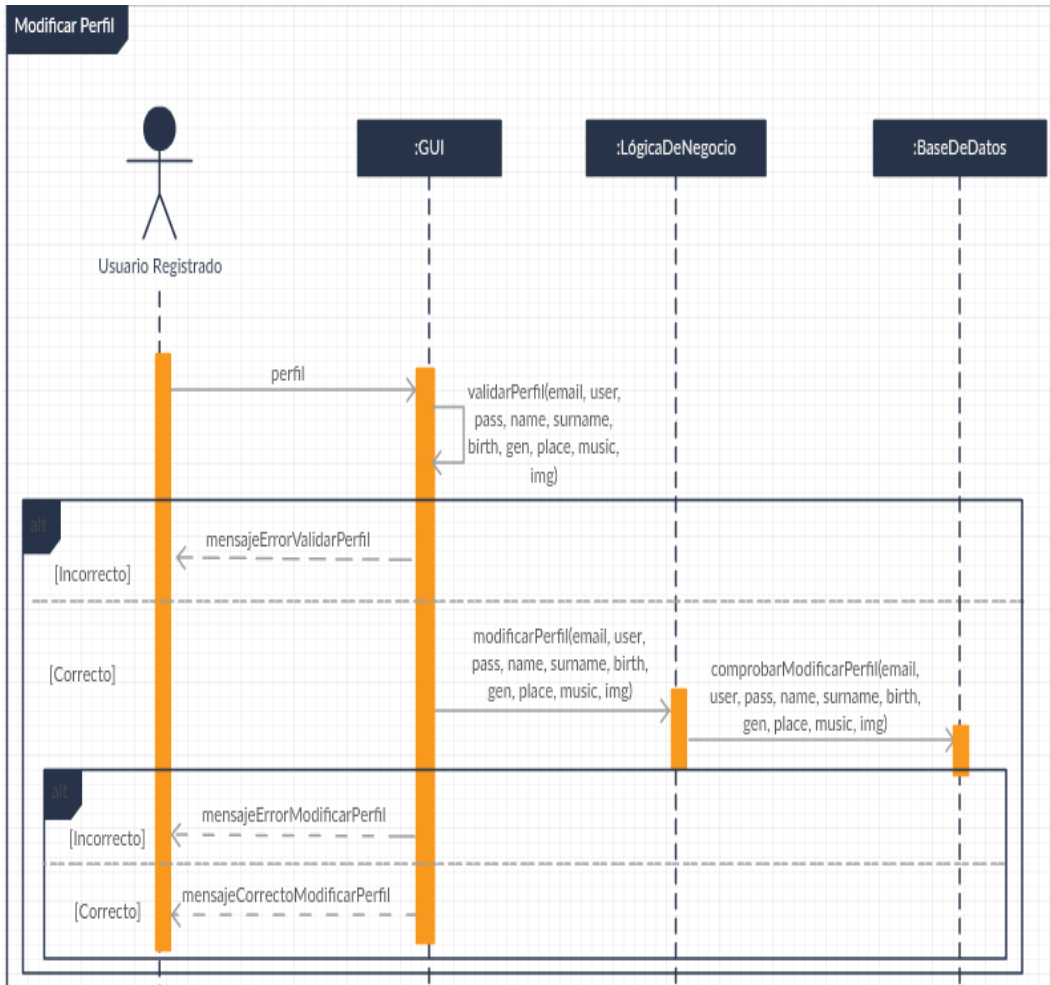 Modificar Perfil
:GUI
:LógicaDeNegocio
:BaseDeDatos
Usuario Registrado
perfil
validarPerfil(email, user,
pass, name, surname,
birth, gen, place, music,
img)
alt
mensajeErrorValidarPerfil
[Incorrecto]
[Correcto]
modificarPerfil(email, user,
pass, name, surname, birth,
gen, place, music, img)
comprobarModificarPerfil(email,
user, pass, name, surname, birth,
gen, place, music, img)
alt
mensajeErrorModificarPerfil
[Incorrecto]
mensajeCorrectoModificarPerfil
[Correcto]